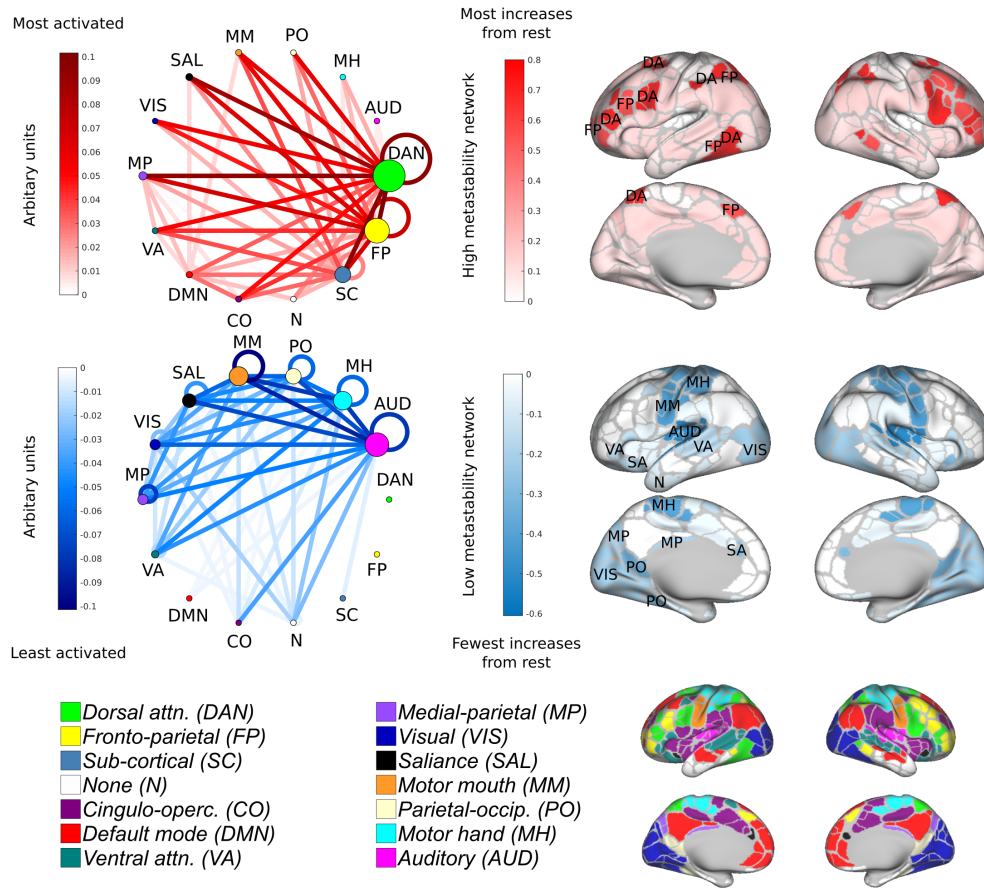 Most activated
Arbitary units
0.1
0.09
0.08
0.07
0.06
0.05
0.04
0.03
0.02
0.01
0
MM
PO
SAL
MH
VIS
AUD
DAN
MP
VA
FP
DMN
SC
CO
N
Most increases
from rest
High metastability network
0.8
0.7
0.6
0.5
0.4
0.3
0.2
0.1
0
DA
DA
FP
DA
FP
DA
FP
DA
FP
DA
FP
Arbitary units
0
-0.01
-0.02
-0.03
-0.04
-0.05
-0.06
-0.07
-0.08
-0.09
-0.1
MM
PO
SAL
MH
VIS
AUD
MP
DAN
VA
FP
DMN
SC
CO
N
Low metastability network
0
-0.1
-0.2
-0.3
-0.4
-0.5
-0.6
MH
MM
AUD
VA
VA
VIS
SA
N
MH
MP
MP
SA
VIS
PO
PO
Least activated
Fewest increases
from rest
Dorsal attn. (DAN)
Fronto-parietal (FP)
Sub-cortical (SC)
None (N)
Cingulo-operc. (CO)
Default mode (DMN)
Ventral attn. (VA)
Medial-parietal (MP)
Visual (VIS)
Saliance (SAL)
Motor mouth (MM)
Parietal-occip. (PO)
Motor hand (MH)
Auditory (AUD)